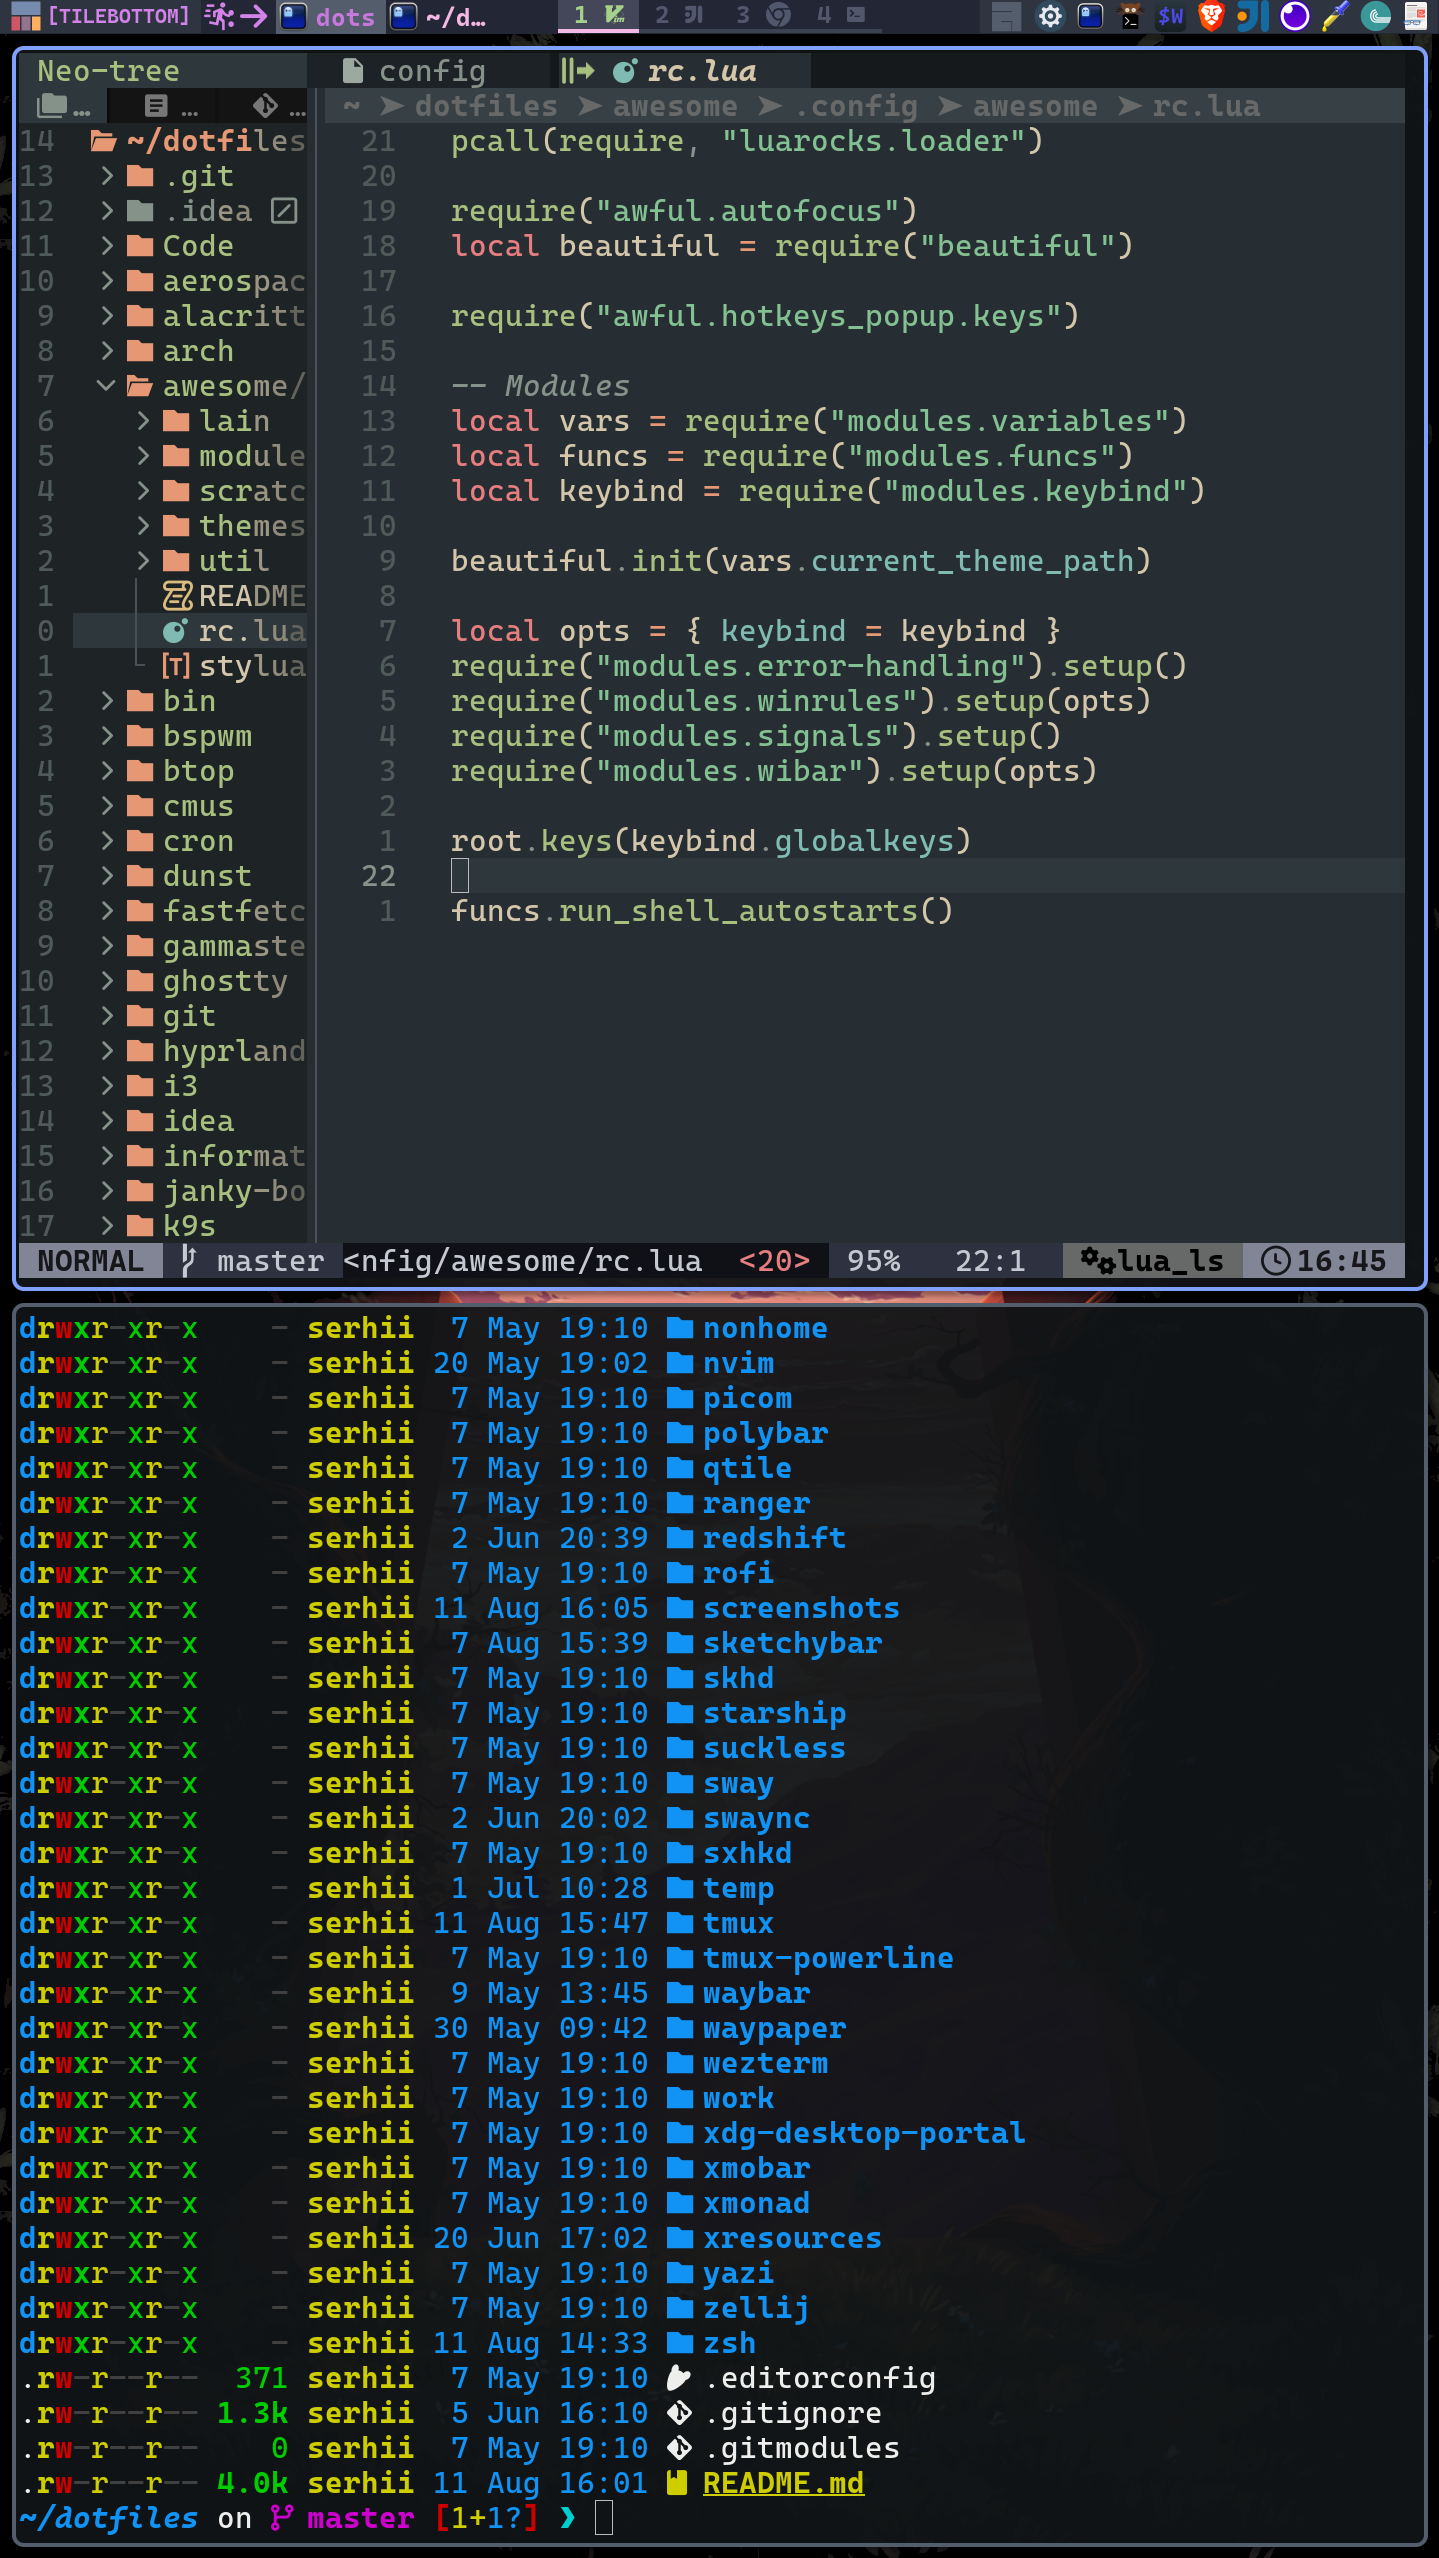 [TILEBOTTOM] dots ~/d… 1 2 3 4 $W
Neo-tree config rc.lua
… … … ~ dotfiles awesome .config awesome rc.lua
14 ~/dotfiles
13 .git
12 .idea
11 Code
10 aerospac
9 alacritt
8 arch
7 awesome/
6 lain
5 module
4 scratc
3 themes
2 util
1 README
0 rc.lua
1 [T] stylua
2 bin
3 bspwm
4 btop
5 cmus
6 cron
7 dunst
8 fastfetc
9 gammaste
10 ghostty
11 git
12 hyprland
13 i3
14 idea
15 informat
16 janky-bo
17 k9s
21 pcall(require, "luarocks.loader")
20
19 require("awful.autofocus")
18 local beautiful = require("beautiful")
17
16 require("awful.hotkeys_popup.keys")
15
14 -- Modules
13 local vars = require("modules.variables")
12 local funcs = require("modules.funcs")
11 local keybind = require("modules.keybind")
10
9 beautiful.init(vars.current_theme_path)
8
7 local opts = { keybind = keybind }
6 require("modules.error-handling").setup()
5 require("modules.winrules").setup(opts)
4 require("modules.signals").setup()
3 require("modules.wibar").setup(opts)
2
1 root.keys(keybind.globalkeys)
22
1 funcs.run_shell_autostarts()
NORMAL master <nfig/awesome/rc.lua <20> 95% 22:1 lua_ls 16:45
drwxr-xr-x - serhii 7 May 19:10 nonhome
drwxr-xr-x - serhii 20 May 19:02 nvim
drwxr-xr-x - serhii 7 May 19:10 picom
drwxr-xr-x - serhii 7 May 19:10 polybar
drwxr-xr-x - serhii 7 May 19:10 qtile
drwxr-xr-x - serhii 7 May 19:10 ranger
drwxr-xr-x - serhii 2 Jun 20:39 redshift
drwxr-xr-x - serhii 7 May 19:10 rofi
drwxr-xr-x - serhii 11 Aug 16:05 screenshots
drwxr-xr-x - serhii 7 Aug 15:39 sketchybar
drwxr-xr-x - serhii 7 May 19:10 skhd
drwxr-xr-x - serhii 7 May 19:10 starship
drwxr-xr-x - serhii 7 May 19:10 suckless
drwxr-xr-x - serhii 7 May 19:10 sway
drwxr-xr-x - serhii 2 Jun 20:02 swaync
drwxr-xr-x - serhii 7 May 19:10 sxhkd
drwxr-xr-x - serhii 1 Jul 10:28 temp
drwxr-xr-x - serhii 11 Aug 15:47 tmux
drwxr-xr-x - serhii 7 May 19:10 tmux-powerline
drwxr-xr-x - serhii 9 May 13:45 waybar
drwxr-xr-x - serhii 30 May 09:42 waypaper
drwxr-xr-x - serhii 7 May 19:10 wezterm
drwxr-xr-x - serhii 7 May 19:10 work
drwxr-xr-x - serhii 7 May 19:10 xdg-desktop-portal
drwxr-xr-x - serhii 7 May 19:10 xmobar
drwxr-xr-x - serhii 7 May 19:10 xmonad
drwxr-xr-x - serhii 20 Jun 17:02 xresources
drwxr-xr-x - serhii 7 May 19:10 yazi
drwxr-xr-x - serhii 7 May 19:10 zellij
drwxr-xr-x - serhii 11 Aug 14:33 zsh
.rw-r--r-- 371 serhii 7 May 19:10 .editorconfig
.rw-r--r-- 1.3k serhii 5 Jun 16:10 .gitignore
.rw-r--r-- 0 serhii 7 May 19:10 .gitmodules
.rw-r--r-- 4.0k serhii 11 Aug 16:01 README.md
~/dotfiles on master [1+1?] ❯